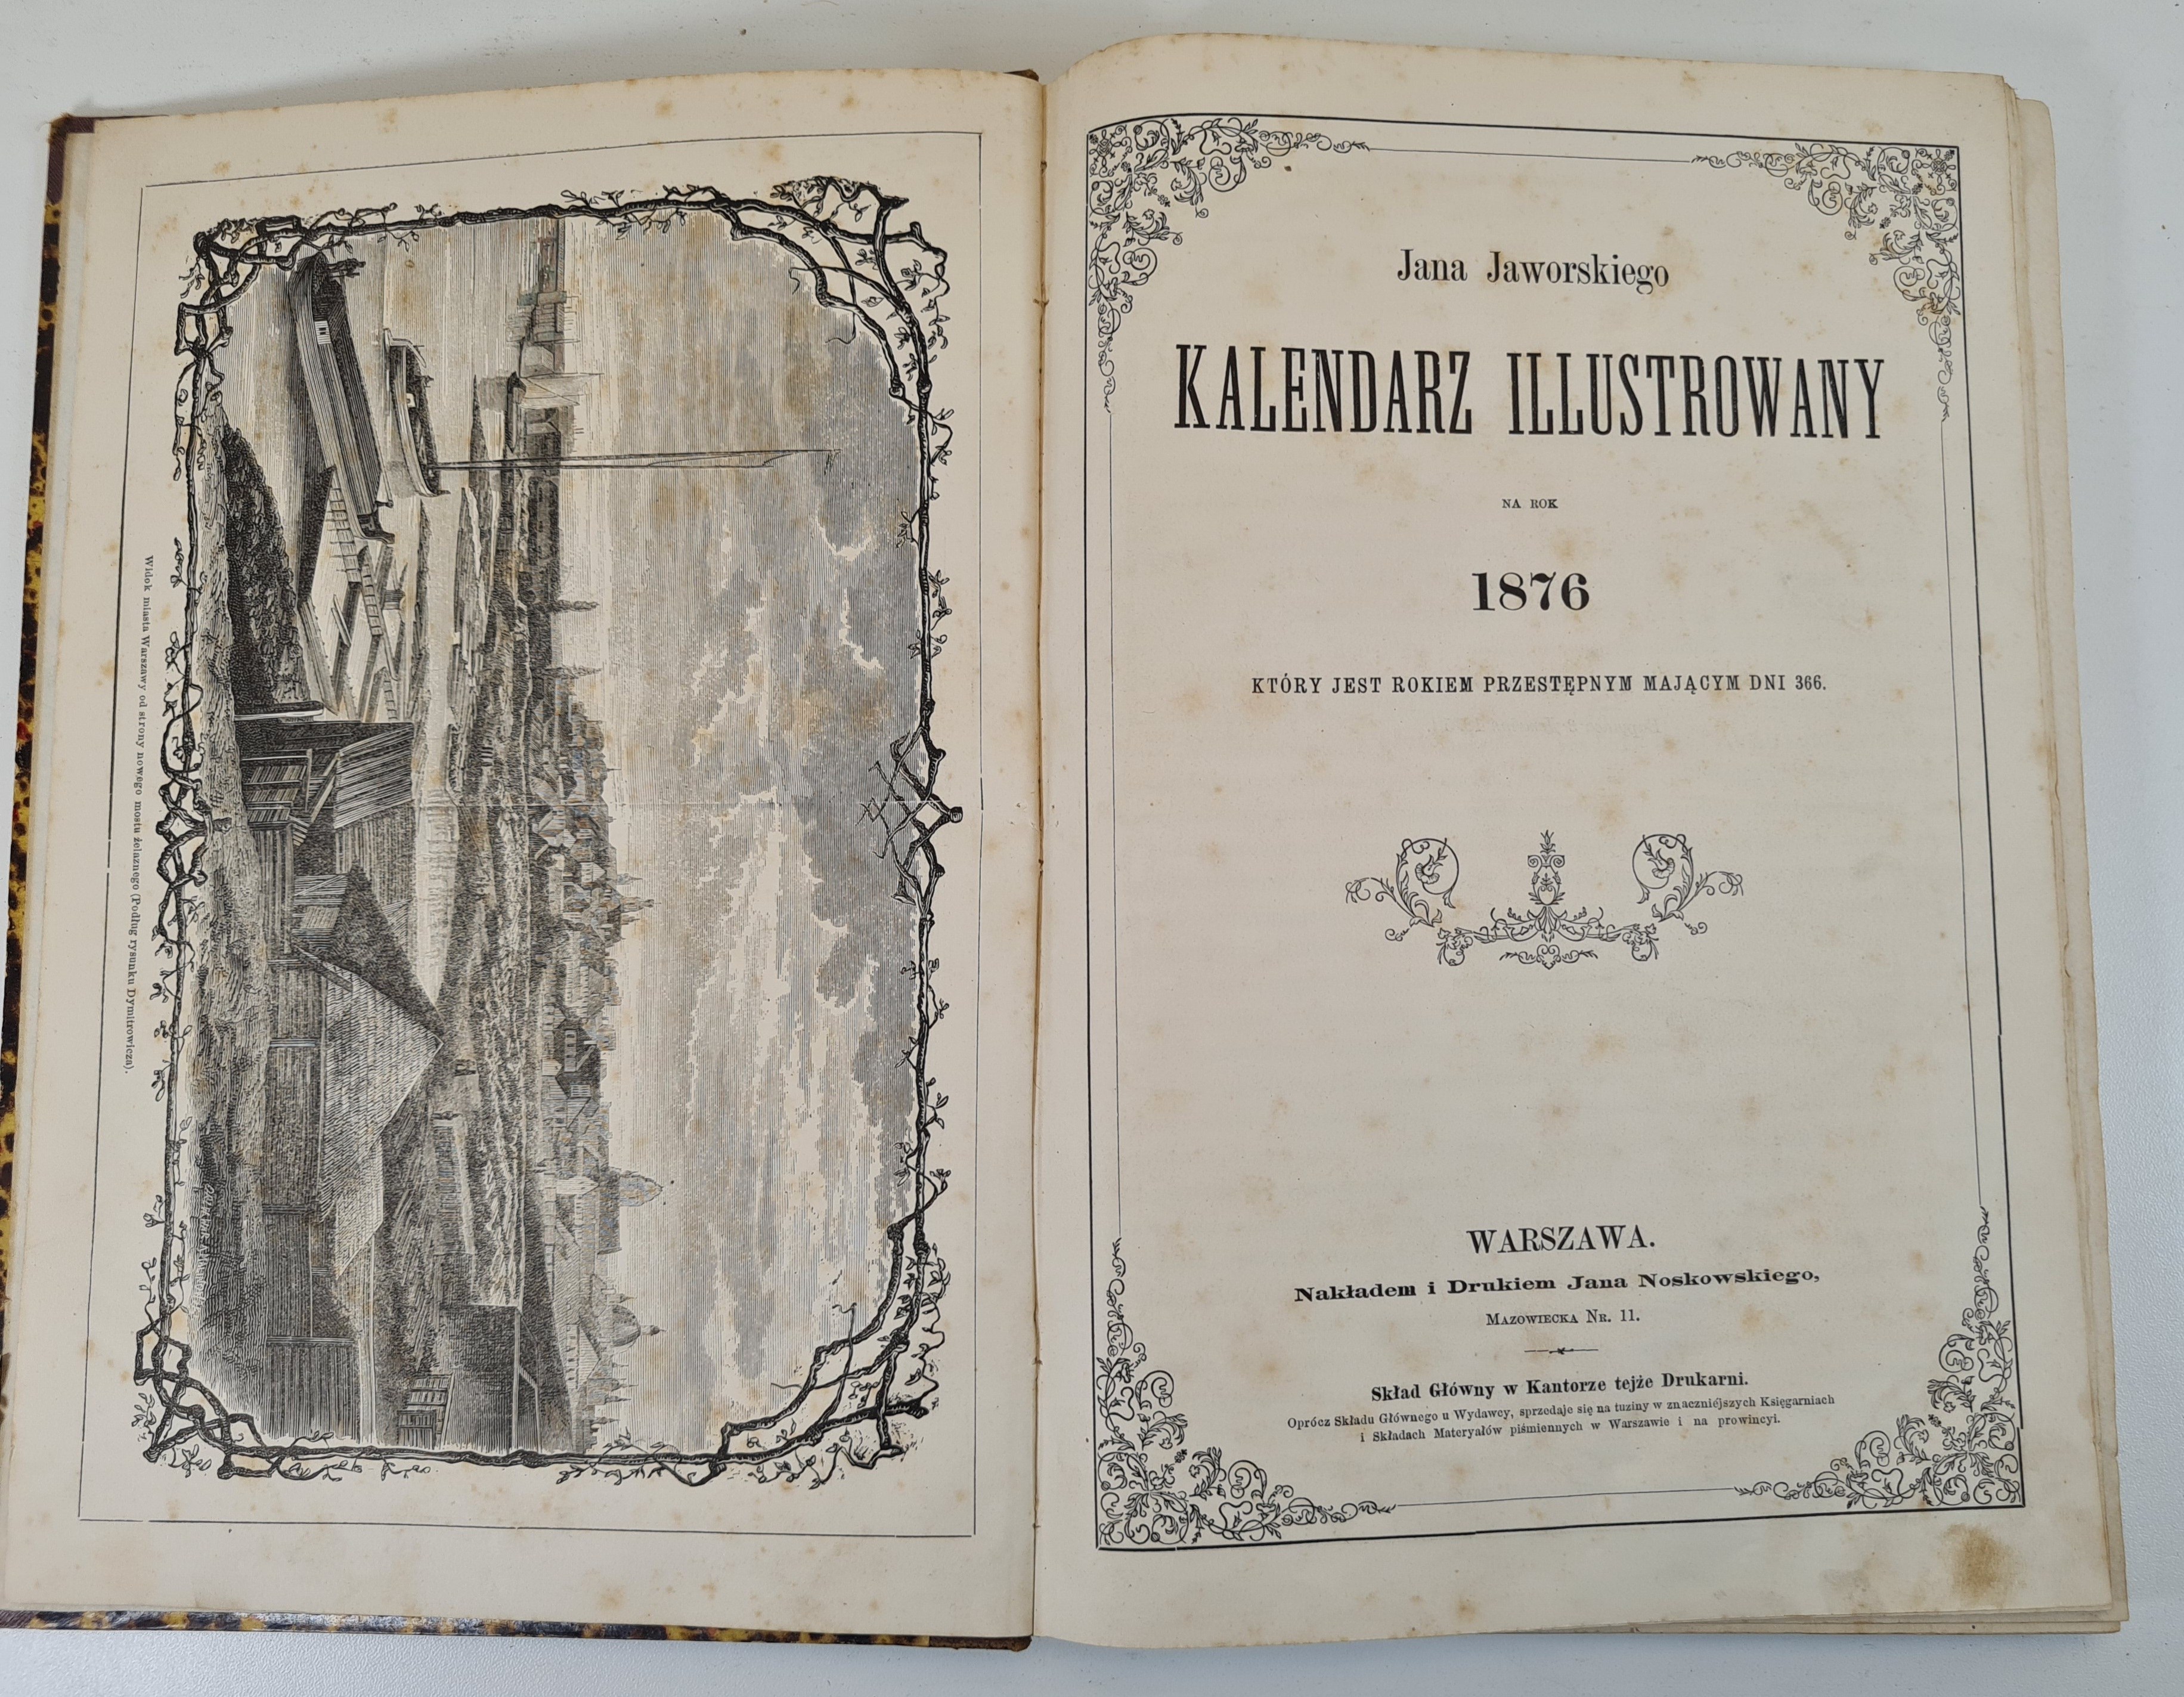 Widok miasta Warszawy od strony nowego mostu żelaznego (Podług rysunku Dymitrowicza).
Jana Jaworskiego
KALENDARZ ILLUSTROWANY
NA ROK
1876
KTÓRY JEST ROKIEM PRZESTĘPNYM MAJĄCYM DNI 366.
WARSZAWA.
Nakładem i Drukiem Jana Noskowskiego,
MAZOWIECKA NR. 11.
Skład Główny w Kantorze tejże Drukarni.
Oprócz Składu Głównego u Wydawcy, sprzedaje się na tuziny w znaczniéjszych Księgarniach
i Składach Materyałów piśmiennych w Warszawie i na prowincyi.